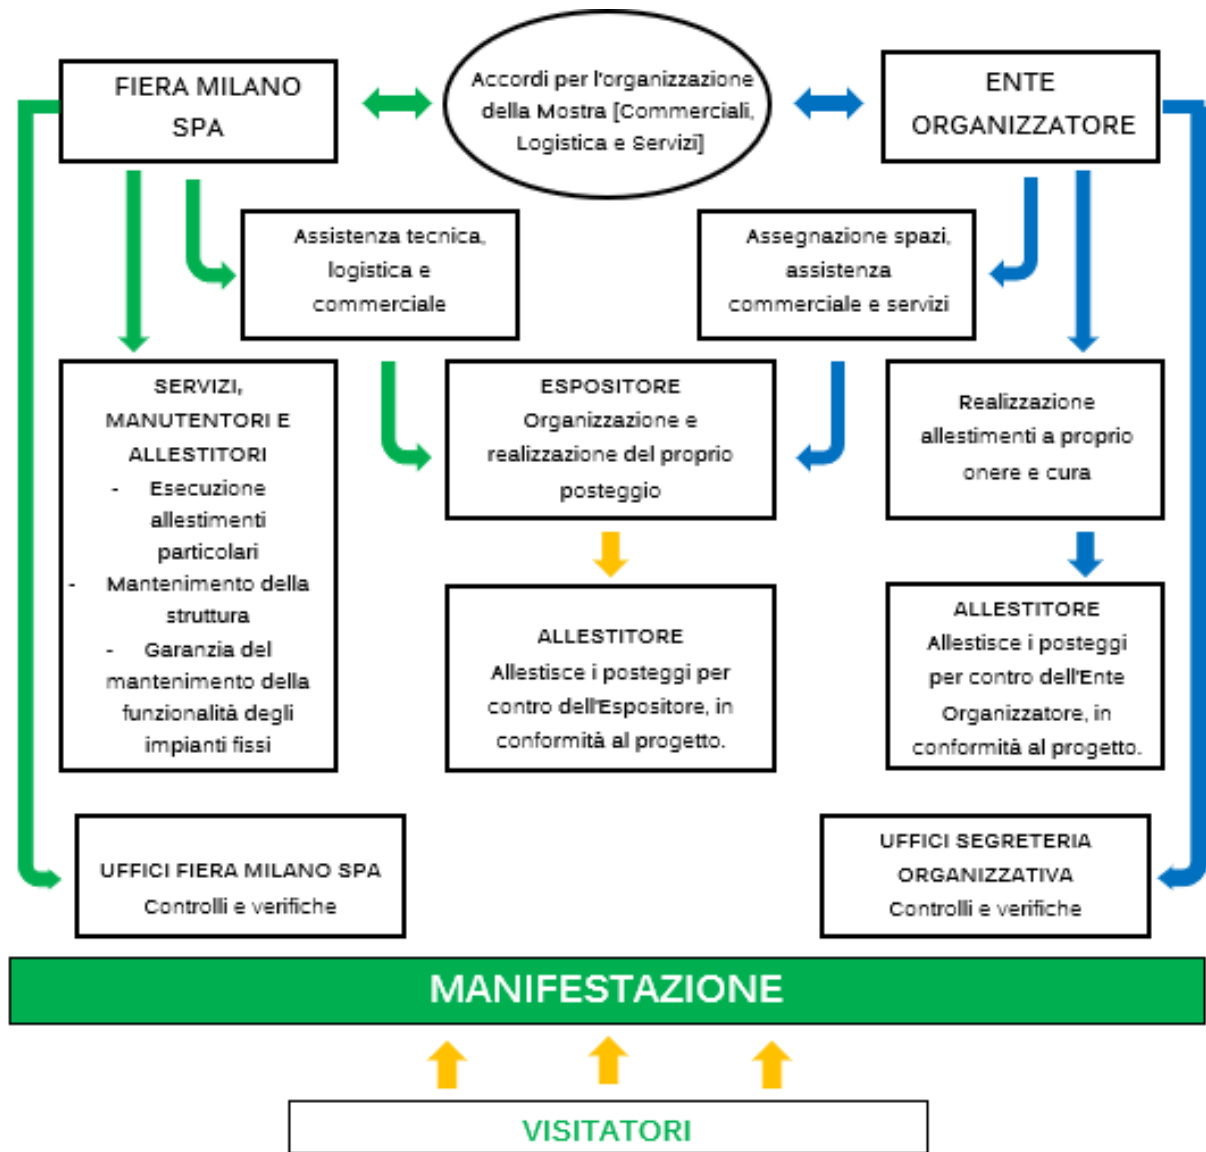 FIERA MILANO
SPA
Accordi per l'organizzazione
della Mostra [Commerciali,
Logistica e Servizi]
ENTE
ORGANIZZATORE
Assistenza tecnica,
logistica e
commerciale
Assegnazione spazi,
assistenza
commerciale e servizi
SERVIZI,
MANUTENTORI E
ALLESTITORI
- Esecuzione
allestimenti
particolari
- Mantenimento della
struttura
- Garanzia del
mantenimento della
funzionalità degli
impianti fissi
ESPOSITORE
Organizzazione e
realizzazione del proprio
posteggio
Realizzazione
allestimenti a proprio
onere e cura
ALLESTITORE
Allestisce i posteggi per
contro dell'Espositore, in
conformità al progetto.
ALLESTITORE
Allestisce i posteggi
per contro dell'Ente
Organizzatore, in
conformità al progetto.
UFFICI FIERA MILANO SPA
Controlli e verifiche
UFFICI SEGRETERIA
ORGANIZZATIVA
Controlli e verifiche
MANIFESTAZIONE
VISITATORI